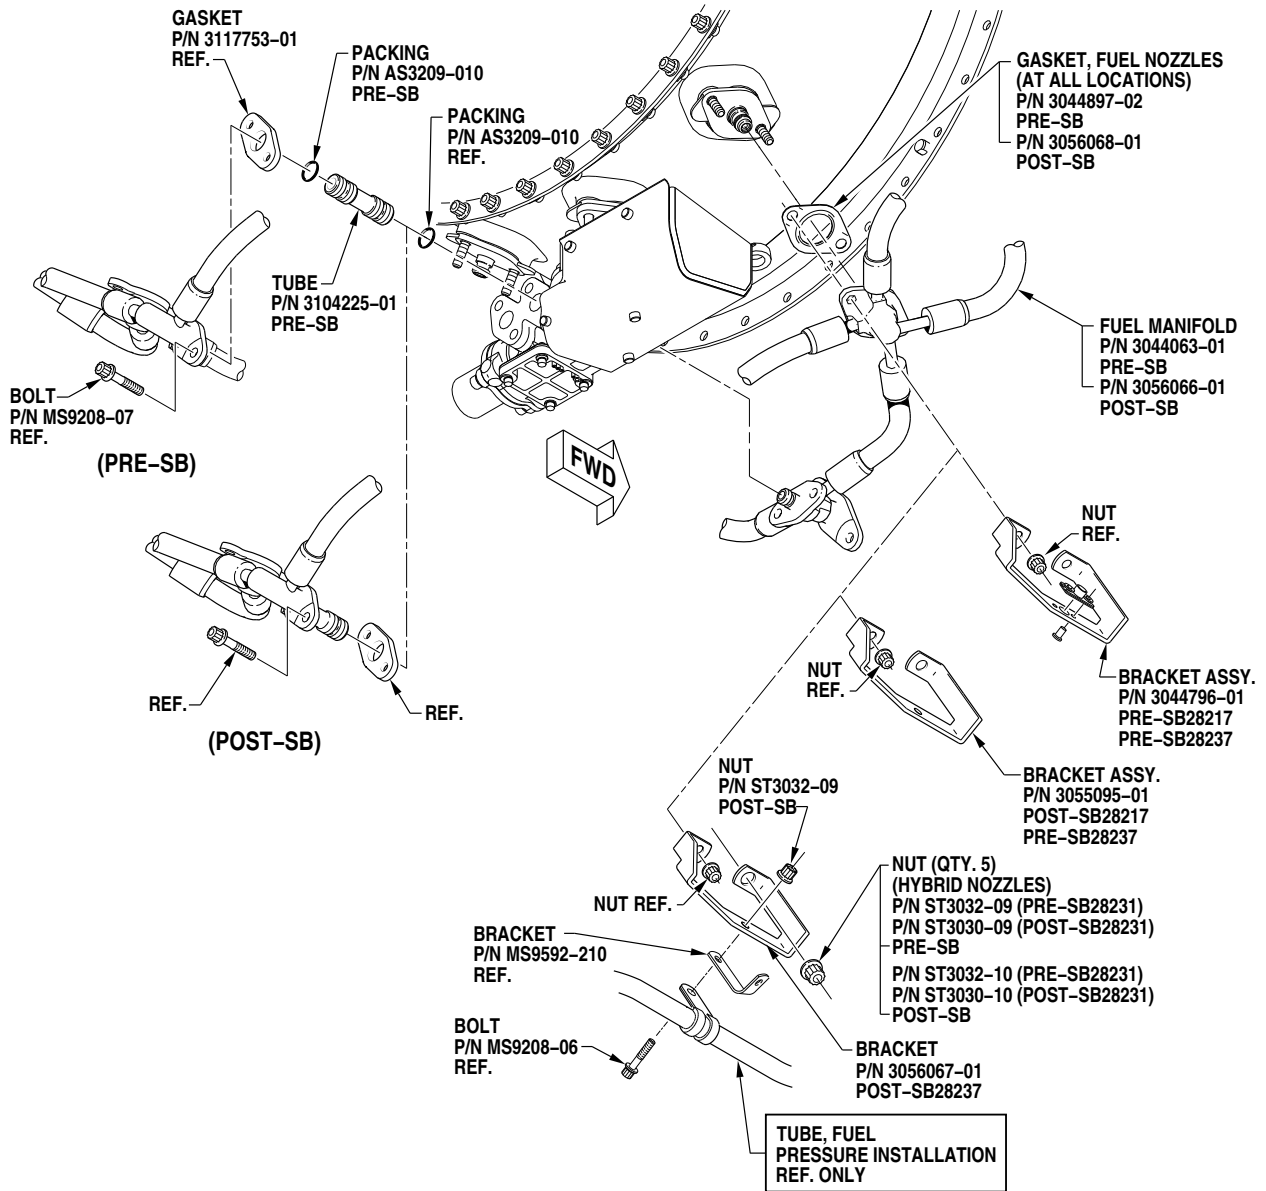 GASKET
P/N 3117753–01
REF.
PACKING
P/N AS3209–010
PRE–SB
PACKING
P/N AS3209–010
REF.
GASKET, FUEL NOZZLES
(AT ALL LOCATIONS)
P/N 3044897–02
PRE–SB
P/N 3056068–01
POST–SB
TUBE
P/N 3104225–01
PRE–SB
FUEL MANIFOLD
P/N 3044063–01
PRE–SB
P/N 3056066–01
POST–SB
BOLT
P/N MS9208–07
REF.
(PRE–SB)
FWD
NUT
REF.
NUT
REF.
BRACKET ASSY.
P/N 3044796–01
PRE–SB28217
PRE–SB28237
REF.
REF.
(POST–SB)
BRACKET ASSY.
P/N 3055095–01
POST–SB28217
PRE–SB28237
NUT
P/N ST3032–09
POST–SB
NUT REF.
NUT (QTY. 5)
(HYBRID NOZZLES)
P/N ST3032–09 (PRE–SB28231)
P/N ST3030–09 (POST–SB28231)
PRE–SB
P/N ST3032–10 (PRE–SB28231)
P/N ST3030–10 (POST–SB28231)
POST–SB
BRACKET
P/N MS9592–210
REF.
BOLT
P/N MS9208–06
REF.
BRACKET
P/N 3056067–01
POST–SB28237
TUBE, FUEL
PRESSURE INSTALLATION
REF. ONLY